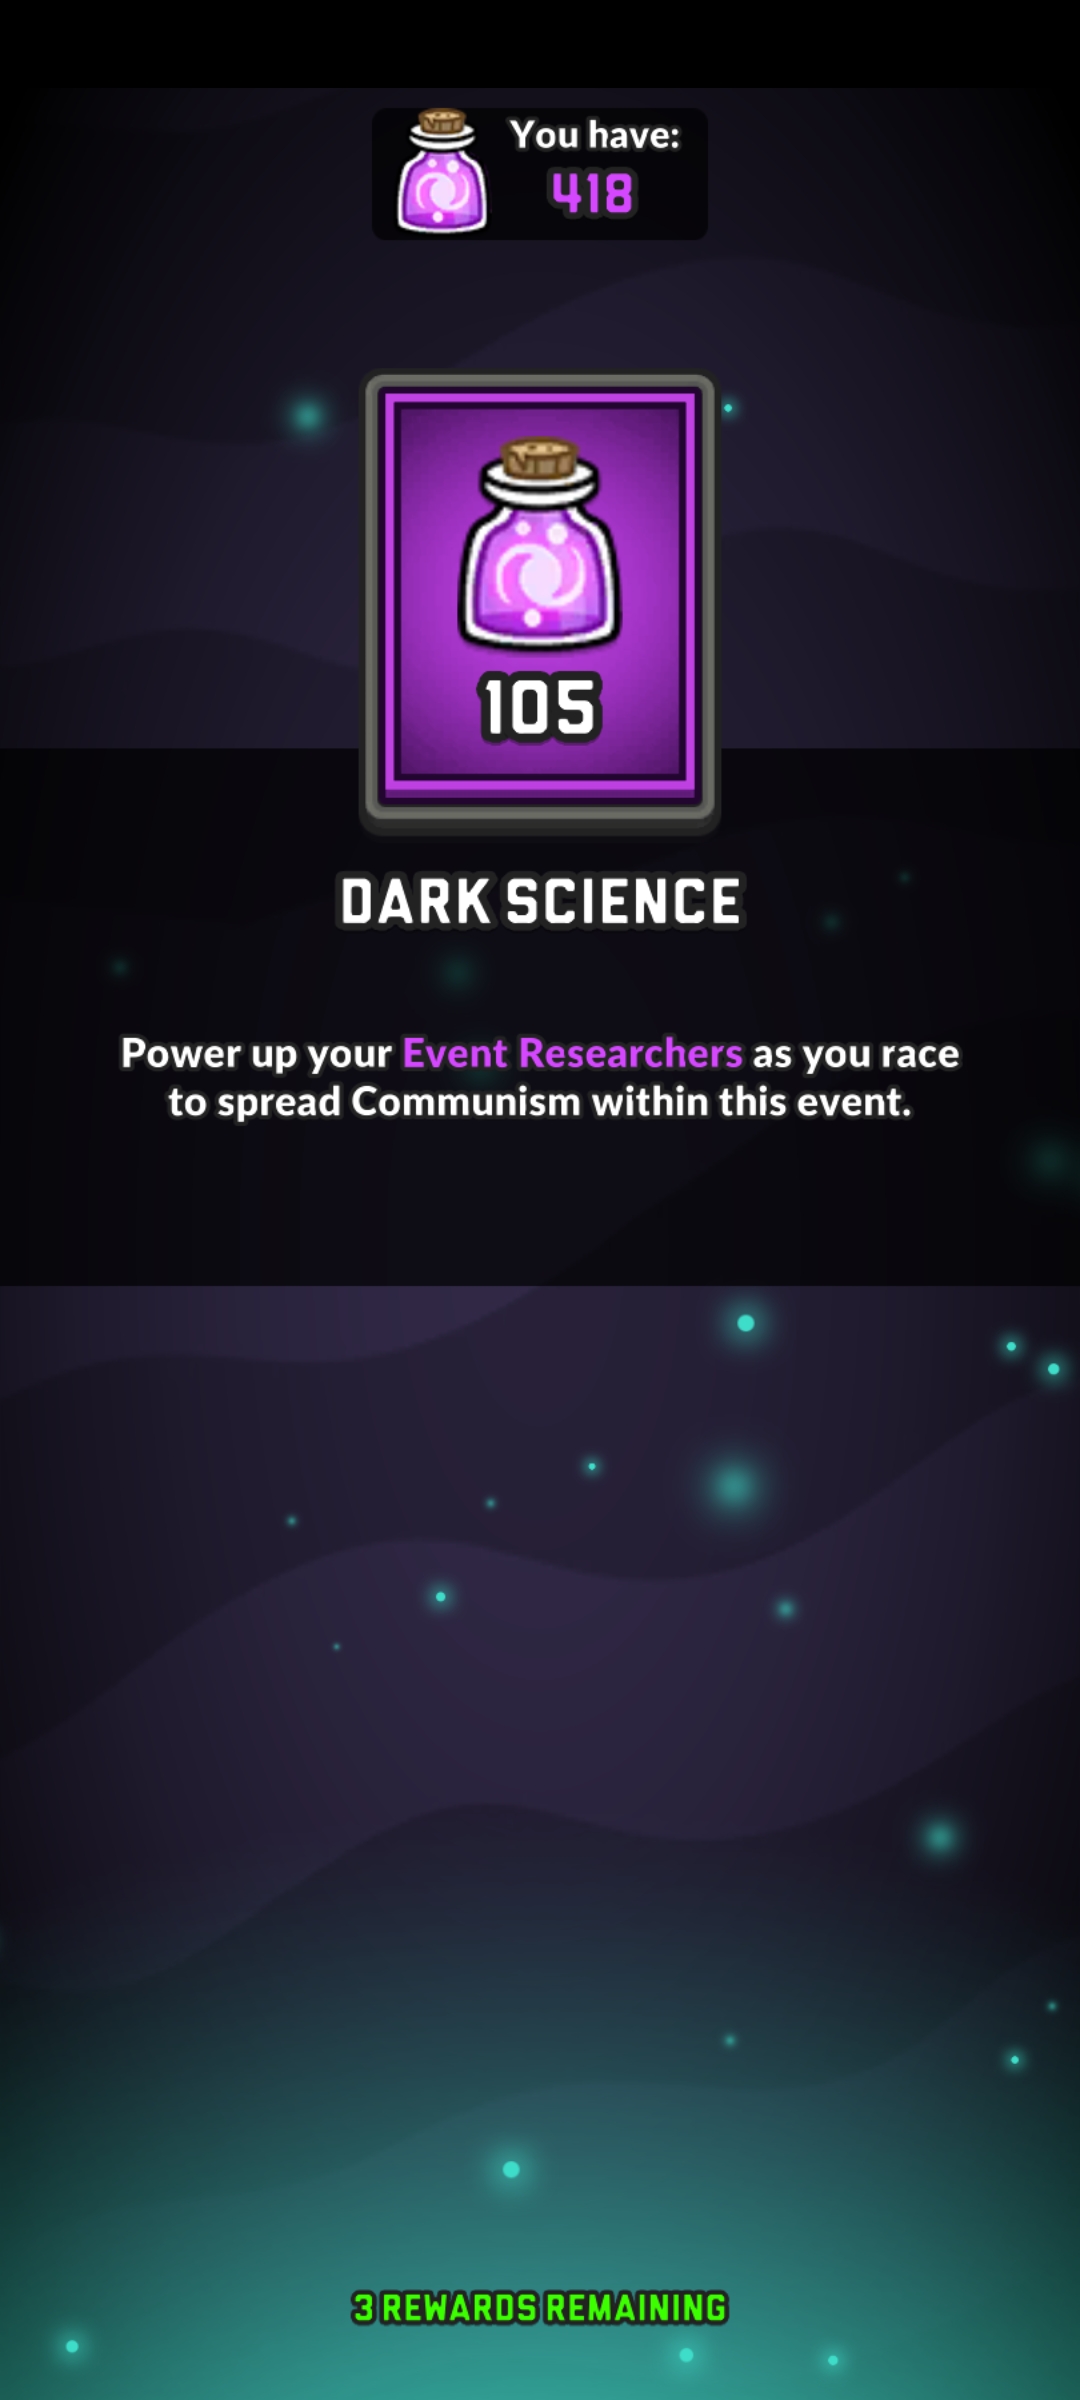 You have:
418
105
DARK SCIENCE
Power up your Event Researchers as you race
to spread Communism within this event.
3 REWARDS REMAINING